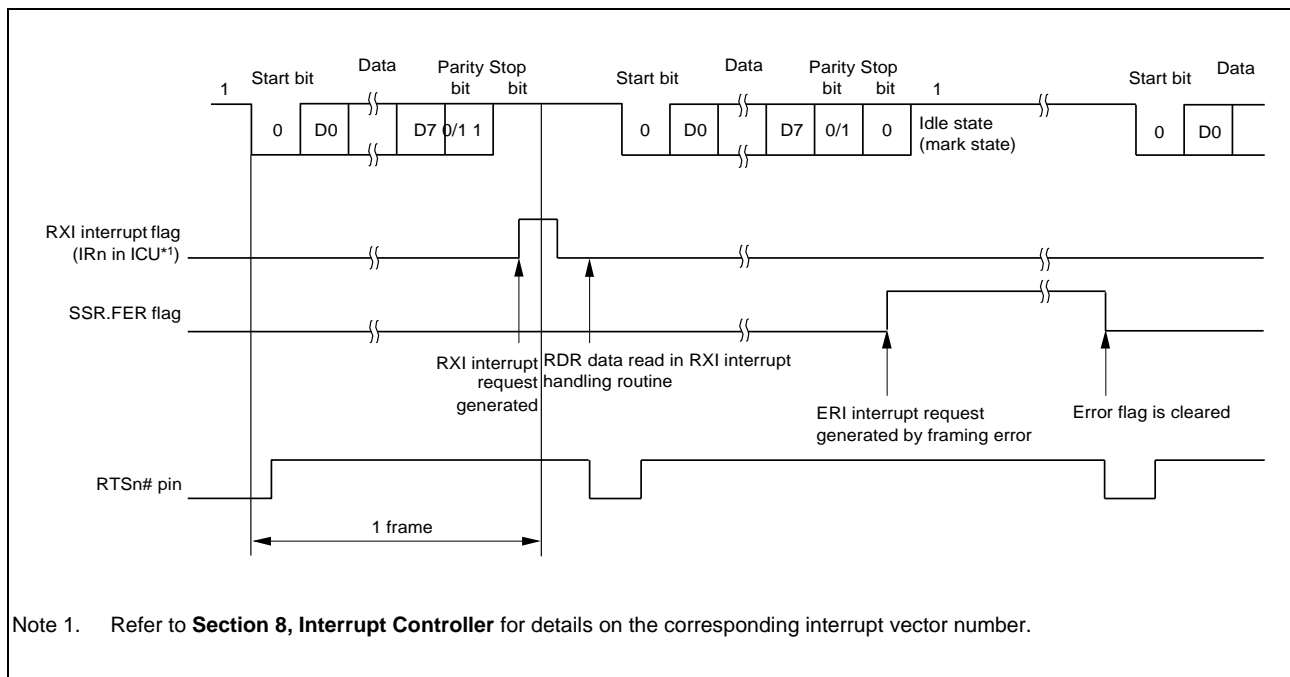 1 Start bit Data Parity Stop Start bit Data Parity Stop 1 Start bit Data
bit bit bit bit
0 D0 D7 0/1 1 0 D0 D7 0/1 0 Idle state 0 D0
(mark state)
RXI interrupt flag
(IRn in ICU*1)
SSR.FER flag
RXI interrupt
request
generated
RDR data read in RXI interrupt
handling routine
ERI interrupt request
generated by framing error
Error flag is cleared
RTSn# pin
1 frame
Note 1. Refer to Section 8, Interrupt Controller for details on the corresponding interrupt vector number.